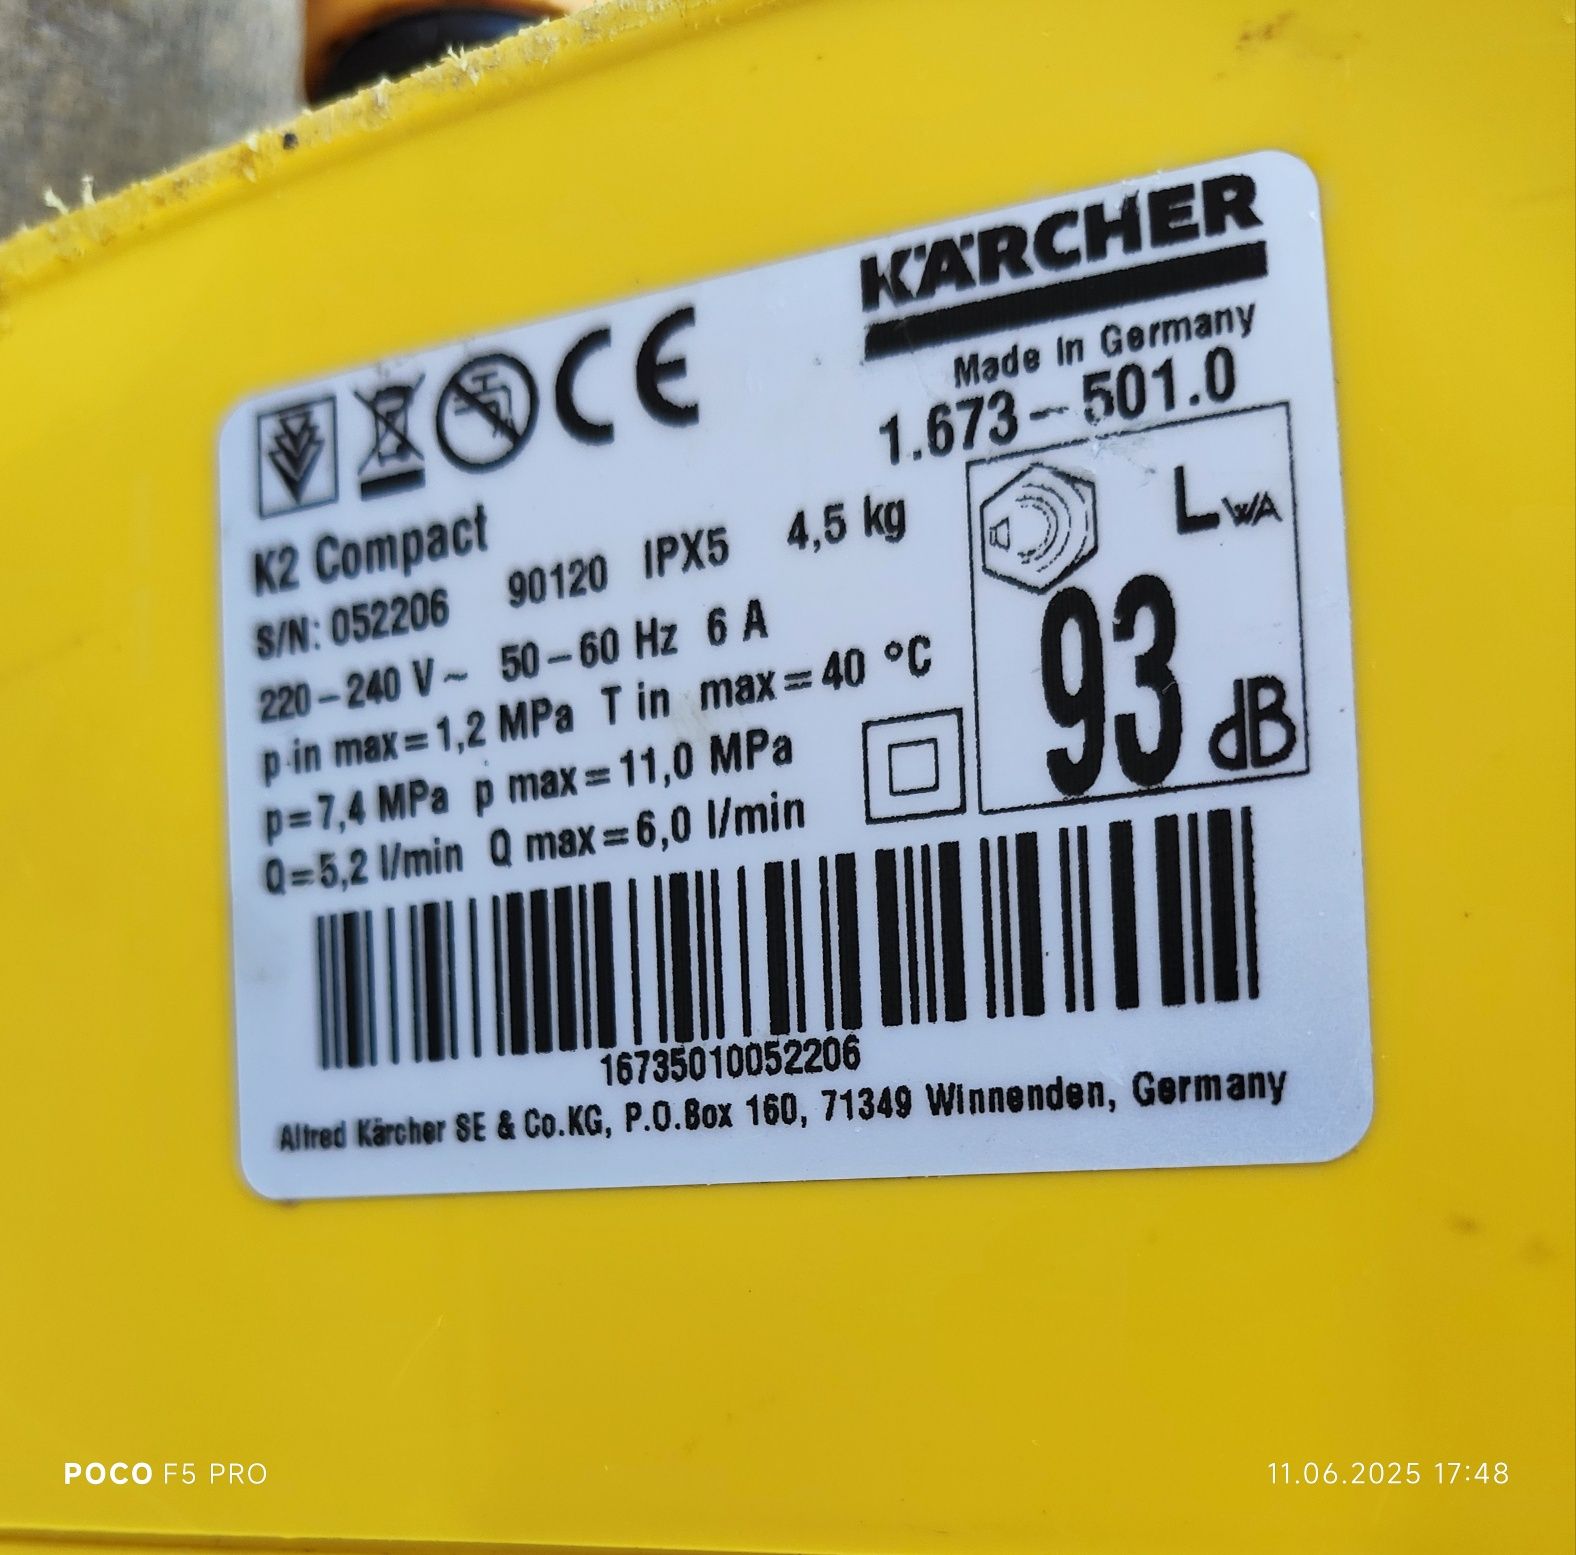 KÄRCHER
Made in Germany
1.673-501.0
CE
K2 Compact
S/N: 052206 90120 IPX5 4,5 kg
220-240 V~ 50-60 Hz 6 A
p in max=1,2 MPa T in max=40 °C
p=7,4 MPa p max=11,0 MPa
Q=5,2 l/min Q max=6,0 l/min
LWA
93 dB
16735010052206
Alfred Kärcher SE & Co.KG, P.O.Box 160, 71349 Winnenden, Germany
POCO F5 PRO
11.06.2025 17:48